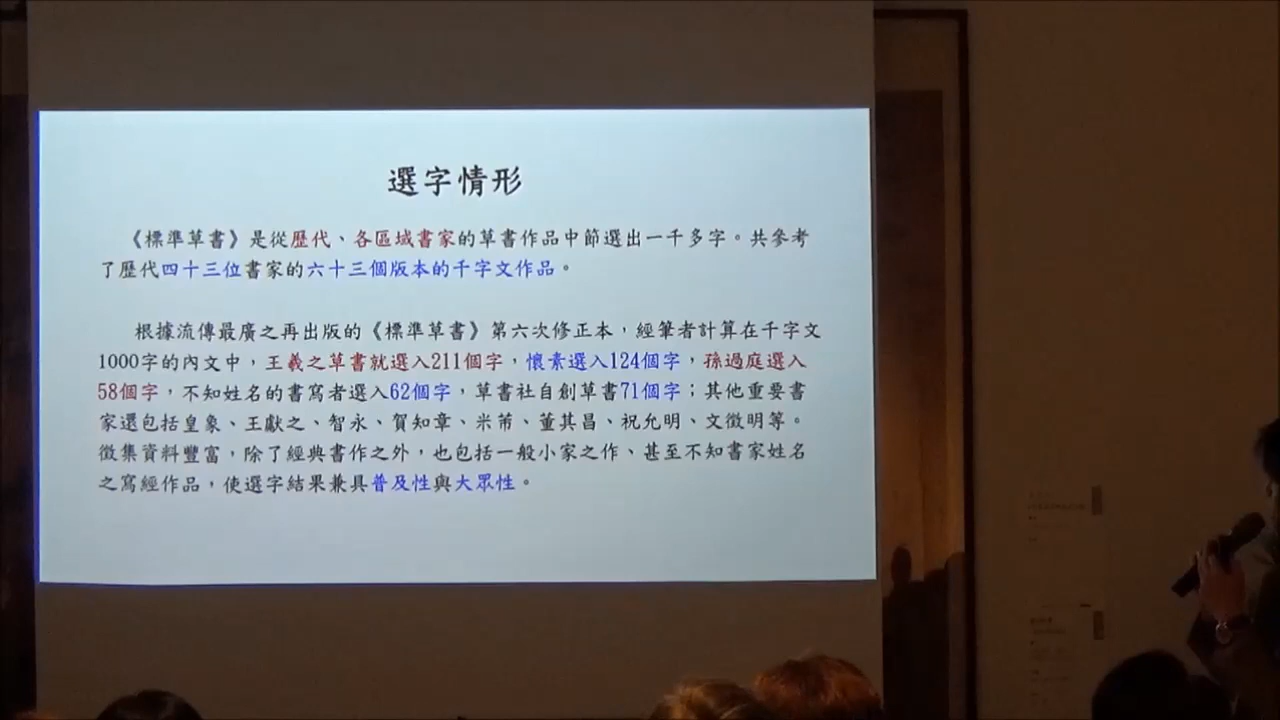 選字情形
《標準草書》是從歷代、各區域書家的草書作品中節選出一千多字。共參考
了歷代四十三位書家的六十三個版本的千字文作品。
根據流傳最廣之再出版的《標準草書》第六次修正本，經筆者計算在千字文
1000字的內文中，王羲之草書就選入211個字，懷素選入124個字，孫過庭選入
58個字，不知姓名的書寫者選入62個字，草書社自創草書71個字；其他重要書
家還包括皇象、王獻之、智永、賀知章、米芾、董其昌、祝允明、文徵明等。
徵集資料豐富，除了經典書作之外，也包括一般小家之作、甚至不知書家姓名
之寫經作品，使選字結果兼具普及性與大眾性。